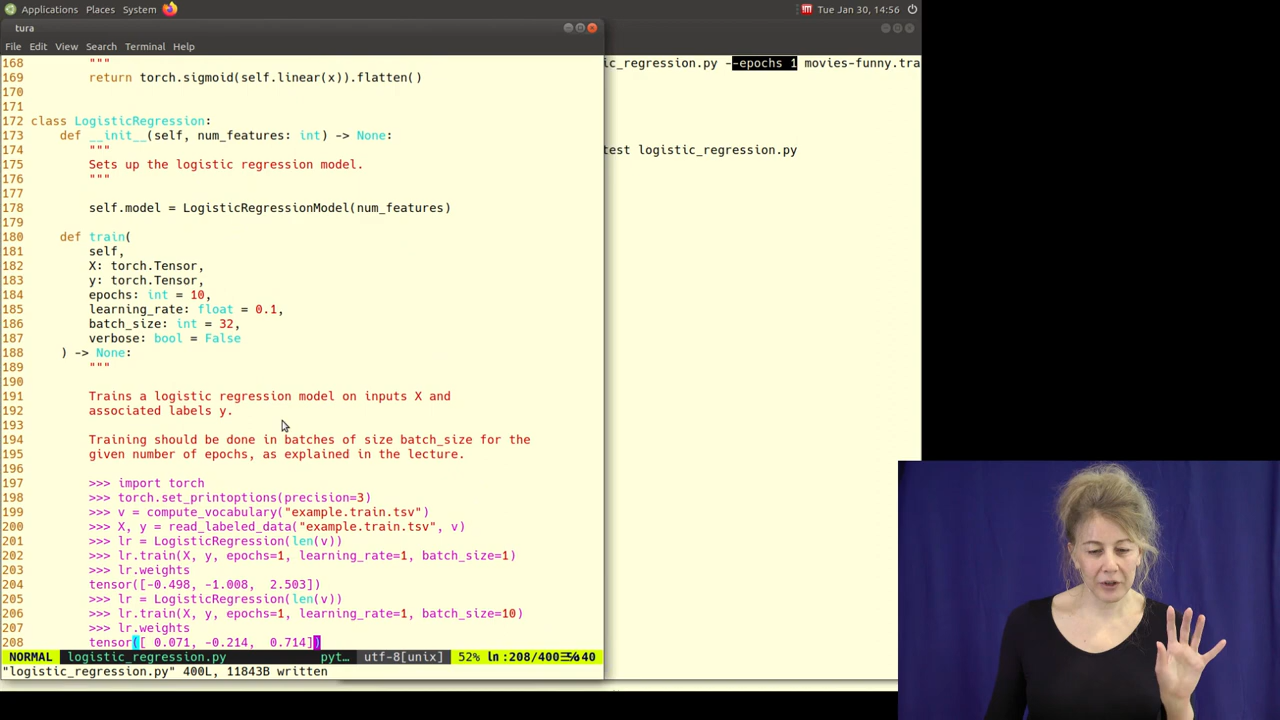 Applications Places System Tue Jan 30, 14:56
tura
File Edit View Search Terminal Help
168 """
169 return torch.sigmoid(self.linear(x)).flatten()
170
171
172 class LogisticRegression:
173 def __init__(self, num_features: int) -> None:
174 """
175 Sets up the logistic regression model.
176 """
177
178 self.model = LogisticRegressionModel(num_features)
179
180 def train(
181 self,
182 X: torch.Tensor,
183 y: torch.Tensor,
184 epochs: int = 10,
185 learning_rate: float = 0.1,
186 batch_size: int = 32,
187 verbose: bool = False
188 ) -> None:
189 """
190
191 Trains a logistic regression model on inputs X and
192 associated labels y.
193
194 Training should be done in batches of size batch_size for the
195 given number of epochs, as explained in the lecture.
196
197 >>> import torch
198 >>> torch.set_printoptions(precision=3)
199 >>> v = compute_vocabulary("example.train.tsv")
200 >>> X, y = read_labeled_data("example.train.tsv", v)
201 >>> lr = LogisticRegression(len(v))
202 >>> lr.train(X, y, epochs=1, learning_rate=1, batch_size=1)
203 >>> lr.weights
204 tensor([-0.498, -1.008, 2.503])
205 >>> lr = LogisticRegression(len(v))
206 >>> lr.train(X, y, epochs=1, learning_rate=1, batch_size=10)
207 >>> lr.weights
208 tensor([ 0.071, -0.214, 0.714])
NORMAL logistic_regression.py pyt… utf-8[unix] 52% ln:208/400
"logistic_regression.py" 400L, 11843B written
ic_regression.py --epochs 1 movies-funny.tra
test logistic_regression.py